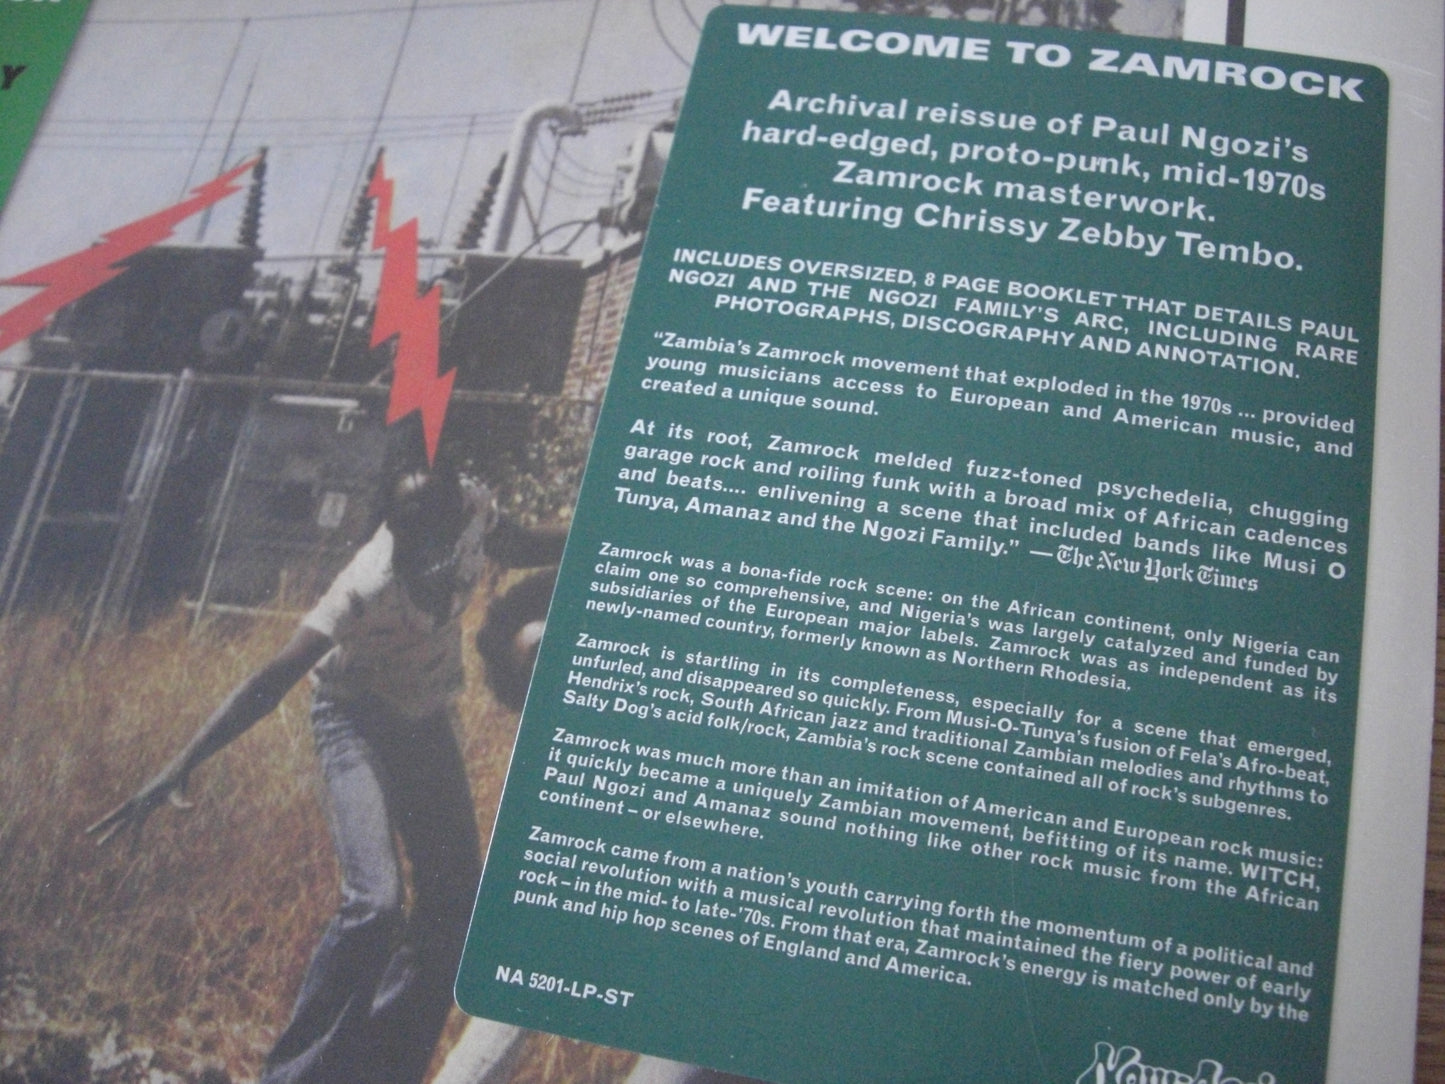 Y
WELCOME TO ZAMROCK
Archival reissue of Paul Ngozi's
hard-edged, proto-punk, mid-1970s
Zamrock masterwork.
Featuring Chrissy Zebby Tembo.
INCLUDES OVERSIZED, 8 PAGE BOOKLET THAT DETAILS PAUL
NGOZI AND THE NGOZI FAMILY'S ARC, INCLUDING RARE
PHOTOGRAPHS, DISCOGRAPHY AND ANNOTATION.
“Zambia's Zamrock movement that exploded in the 1970s ... provided
young musicians access to European and American music, and
created a unique sound.
At its root, Zamrock melded fuzz-toned psychedelia, chugging
garage rock and roiling funk with a broad mix of African cadences
and beats.... enlivening a scene that included bands like Musi O
Tunya, Amanaz and the Ngozi Family.” —The New York Times
Zamrock was a bona-fide rock scene: on the African continent, only Nigeria can
claim one so comprehensive, and Nigeria's was largely catalyzed and funded by
subsidiaries of the European major labels. Zamrock was as independent as its
newly-named country, formerly known as Northern Rhodesia.
Zamrock is startling in its completeness, especially for a scene that emerged,
unfurled, and disappeared so quickly. From Musi-O-Tunya's fusion of Fela's Afro-beat,
Hendrix's rock, South African jazz and traditional Zambian melodies and rhythms to
Salty Dog's acid folk/rock, Zambia's rock scene contained all of rock's subgenres.
Zamrock was much more than an imitation of American and European rock music:
it quickly became a uniquely Zambian movement, befitting of its name. WITCH,
Paul Ngozi and Amanaz sound nothing like other rock music from the African
continent – or elsewhere.
Zamrock came from a nation's youth carrying forth the momentum of a political and
social revolution with a musical revolution that maintained the fiery power of early
rock – in the mid- to late-'70s. From that era, Zamrock's energy is matched only by the
punk and hip hop scenes of England and America.
NA 5201-LP-ST